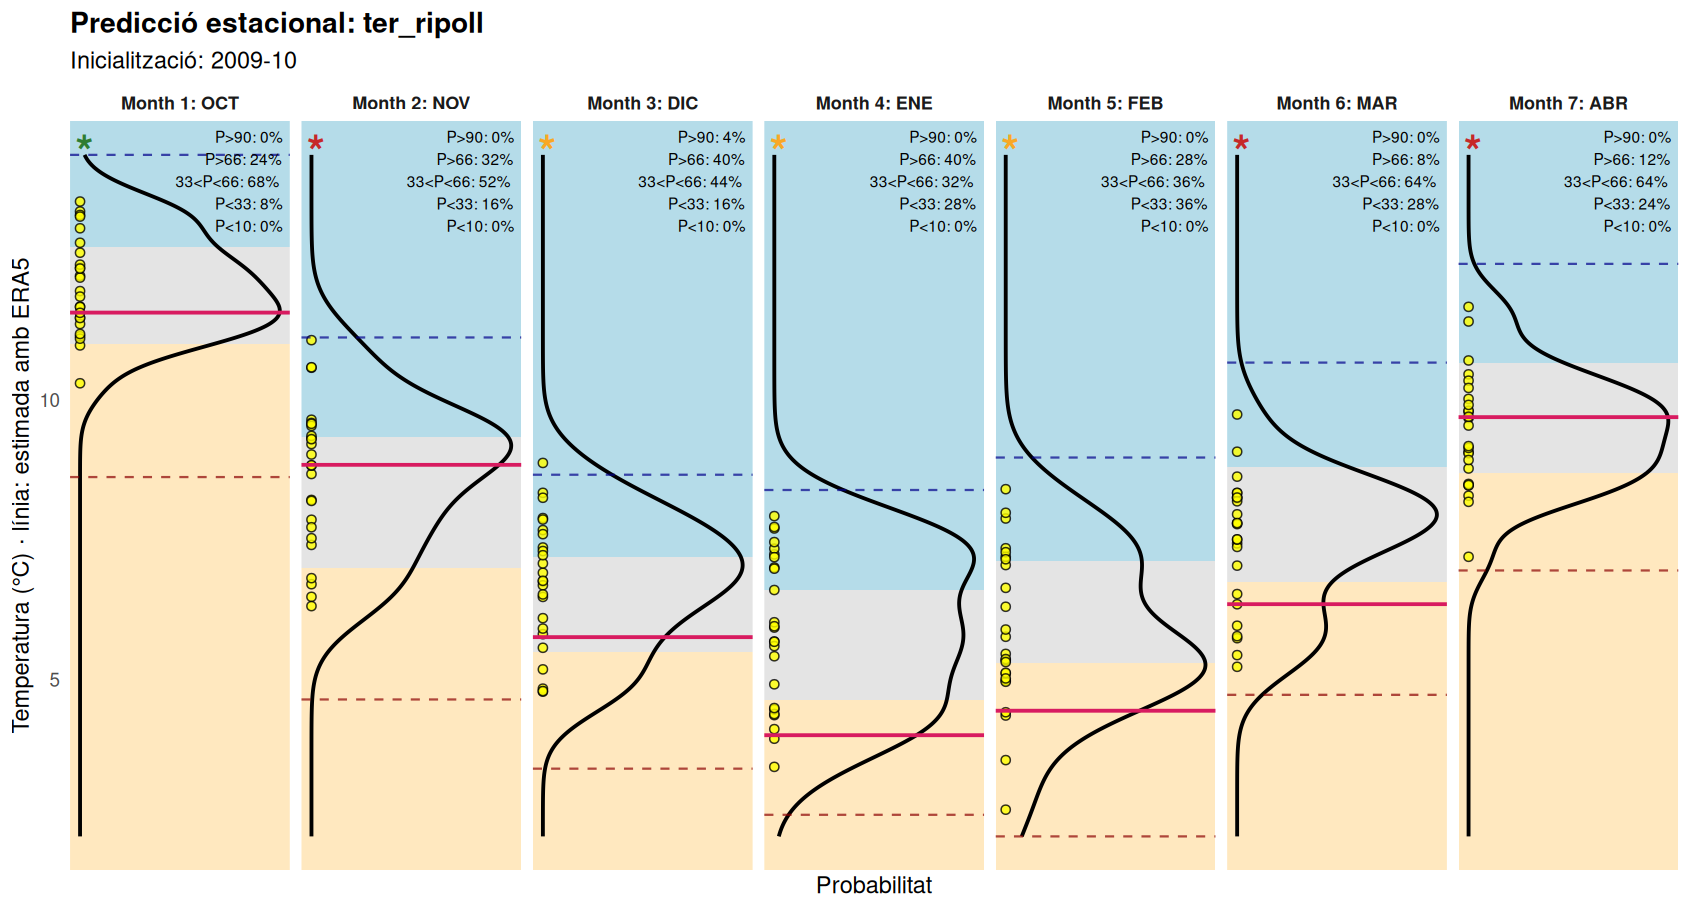 Predicció estacional: ter_ripoll
Inicialització: 2009-10
Month 1: OCT
Month 2: NOV
Month 3: DIC
Month 4: ENE
Month 5: FEB
Month 6: MAR
Month 7: ABR
*
P>90: 0%
P>66: 24%
33<P<66: 68%
P<33: 8%
P<10: 0%
*
P>90: 0%
P>66: 32%
33<P<66: 52%
P<33: 16%
P<10: 0%
*
P>90: 4%
P>66: 40%
33<P<66: 44%
P<33: 16%
P<10: 0%
*
P>90: 0%
P>66: 40%
33<P<66: 32%
P<33: 28%
P<10: 0%
*
P>90: 0%
P>66: 28%
33<P<66: 36%
P<33: 36%
P<10: 0%
*
P>90: 0%
P>66: 8%
33<P<66: 64%
P<33: 28%
P<10: 0%
*
P>90: 0%
P>66: 12%
33<P<66: 64%
P<33: 24%
P<10: 0%
Temperatura (°C) · línia: estimada amb ERA5
10
5
Probabilitat